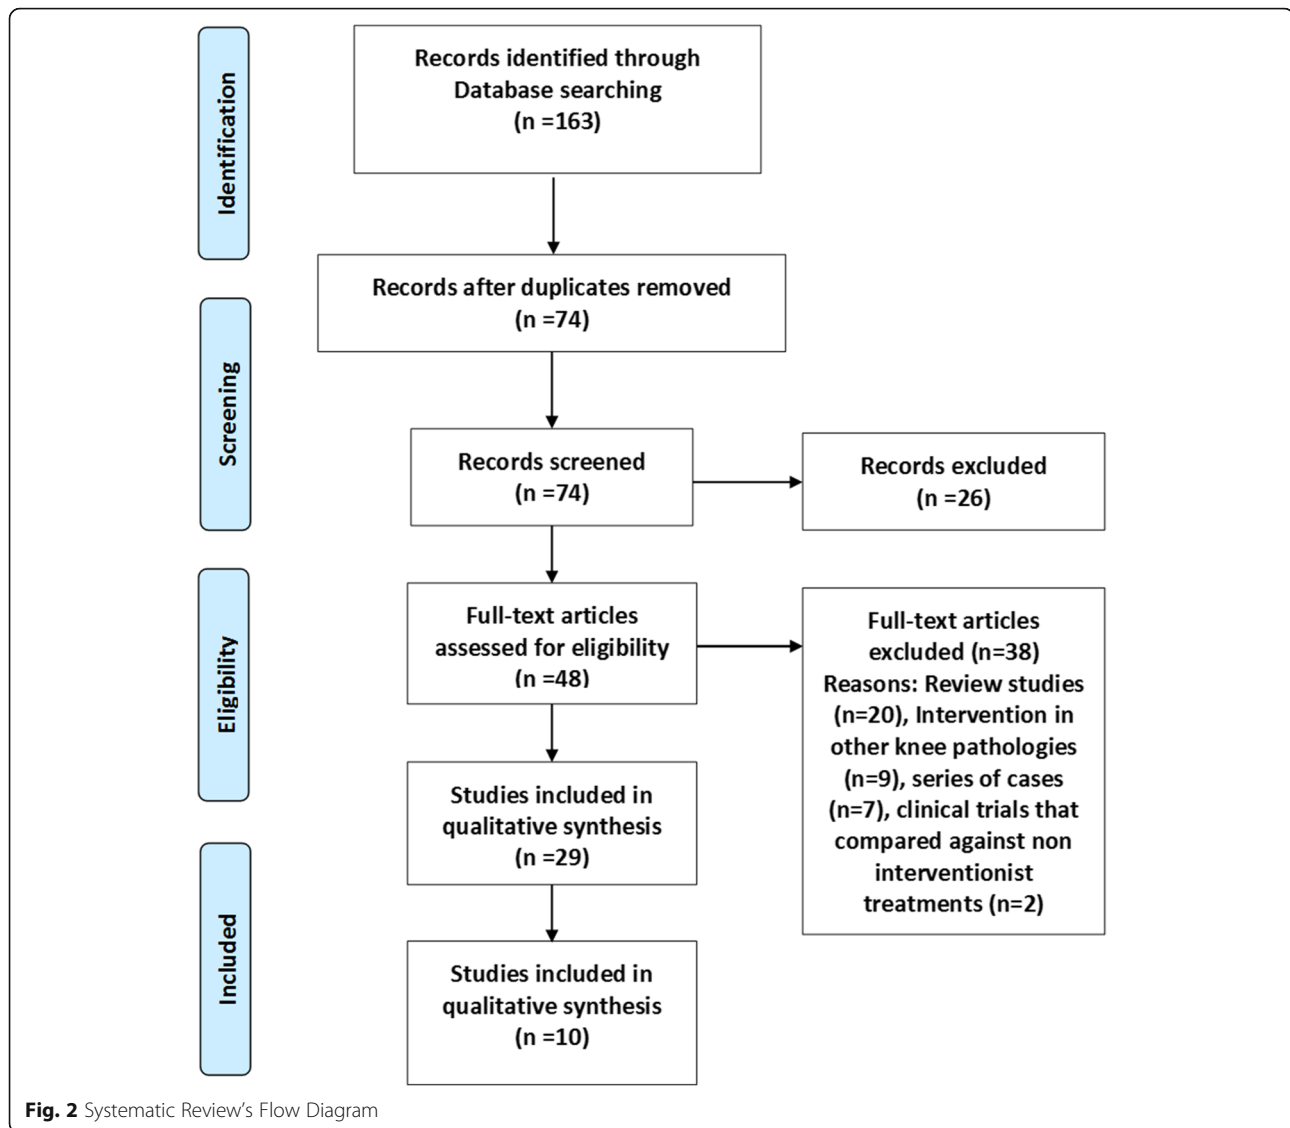 Identification
Records identified through
Database searching
(n =163)
Records after duplicates removed
(n =74)
Screening
Records screened
(n =74)
Records excluded
(n =26)
Eligibility
Full-text articles
assessed for eligibility
(n =48)
Full-text articles
excluded (n=38)
Reasons: Review studies
(n=20), Intervention in
other knee pathologies
(n=9), series of cases
(n=7), clinical trials that
compared against non
interventionist
treatments (n=2)
Studies included in
qualitative synthesis
(n =29)
Included
Studies included in
qualitative synthesis
(n =10)
Fig. 2 Systematic Review's Flow Diagram